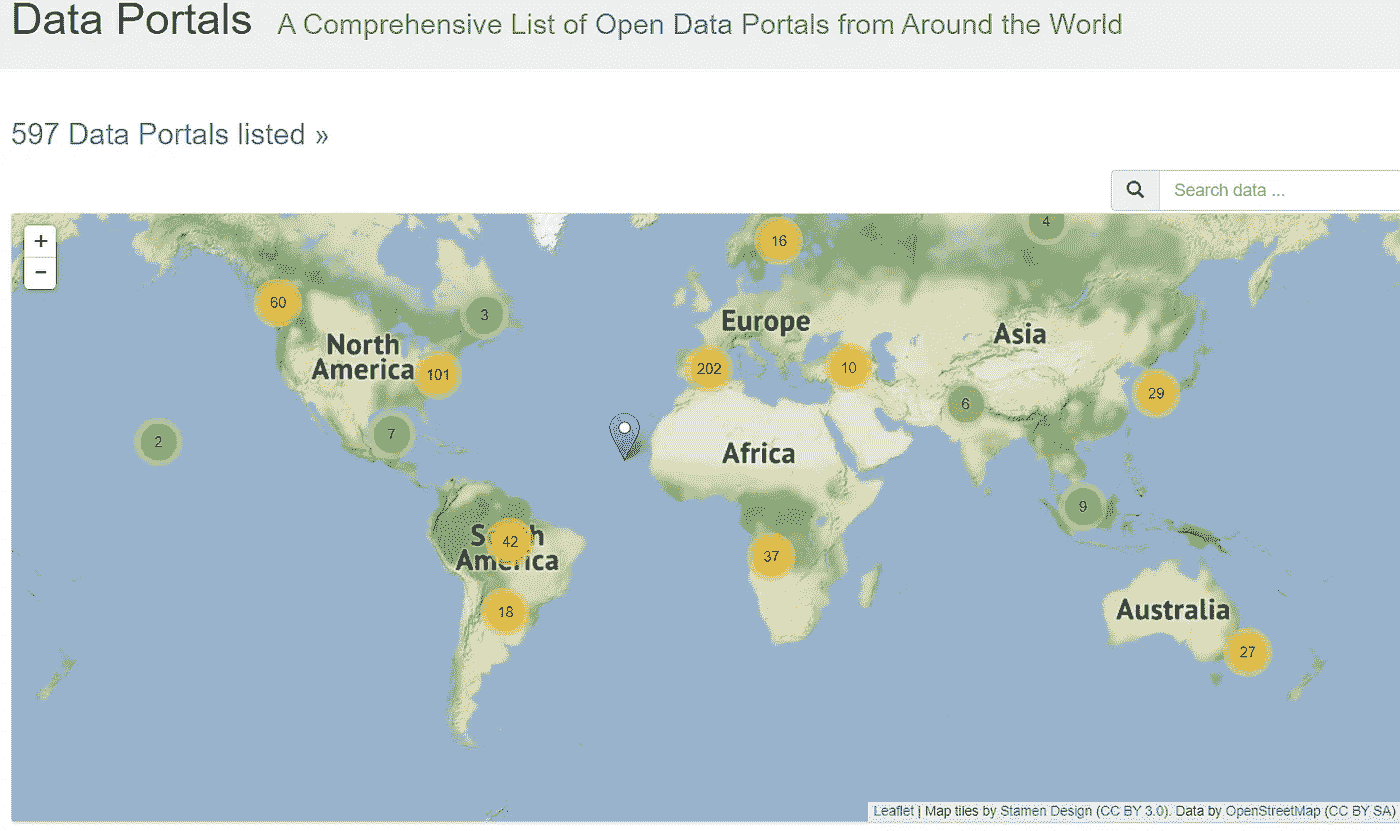 Data Portals A Comprehensive List of Open Data Portals from Around the World
597 Data Portals listed »
Search data ...
+
−
4
16
60
3
Europe
Asia
North
America
101
202
10
29
6
2
7
Africa
9
South
America
42
37
18
Australia
27
Leaflet | Map tiles by Stamen Design (CC BY 3.0). Data by OpenStreetMap (CC BY SA)